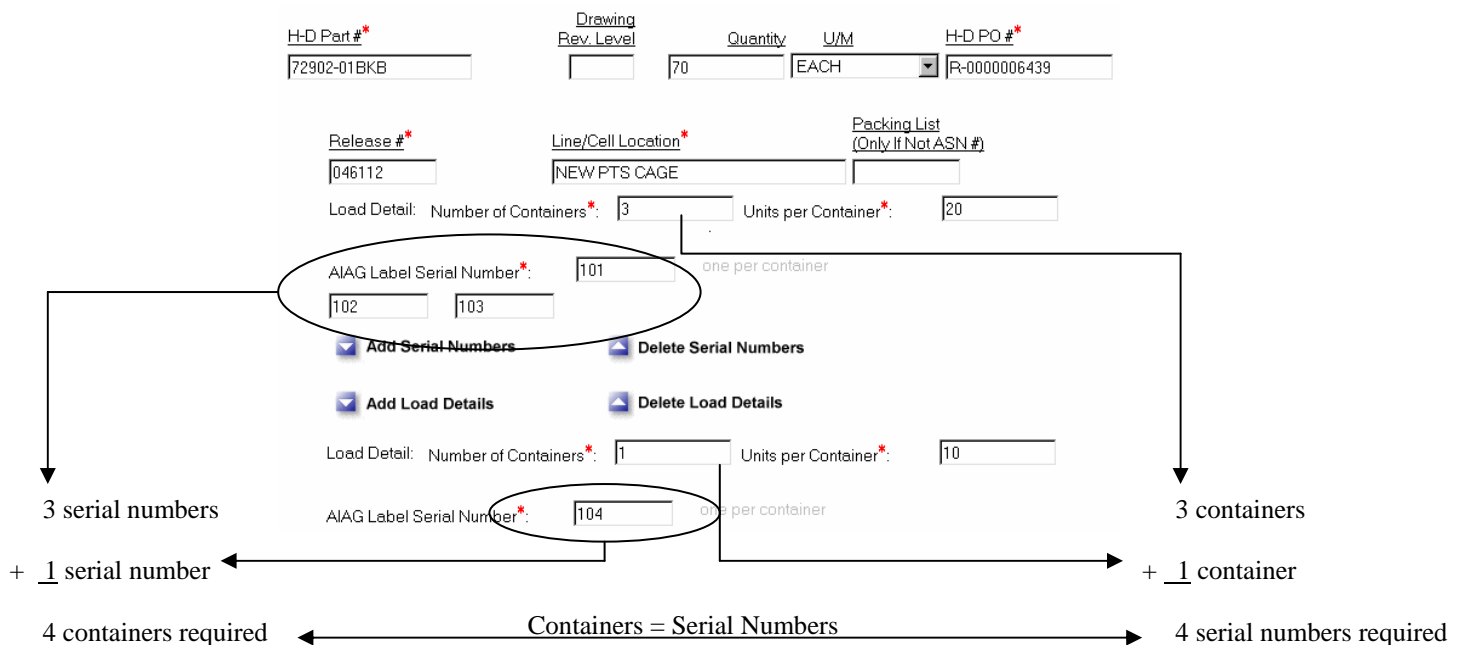 Drawing
H-D Part #* Rev. Level Quantity U/M H-D PO #*
72902-01BKB 70 EACH R-0000006439
Packing List
Release #* Line/Cell Location* (Only If Not ASN #)
046112 NEW PTS CAGE
Load Detail: Number of Containers*: 3 Units per Container*: 20
AIAG Label Serial Number*: 101 one per container
102 103
Add Serial Numbers Delete Serial Numbers
Add Load Details Delete Load Details
Load Detail: Number of Containers*: 1 Units per Container*: 10
3 serial numbers AIAG Label Serial Number*: 104 one per container 3 containers
+ 1 serial number + 1 container
4 containers required Containers = Serial Numbers 4 serial numbers required